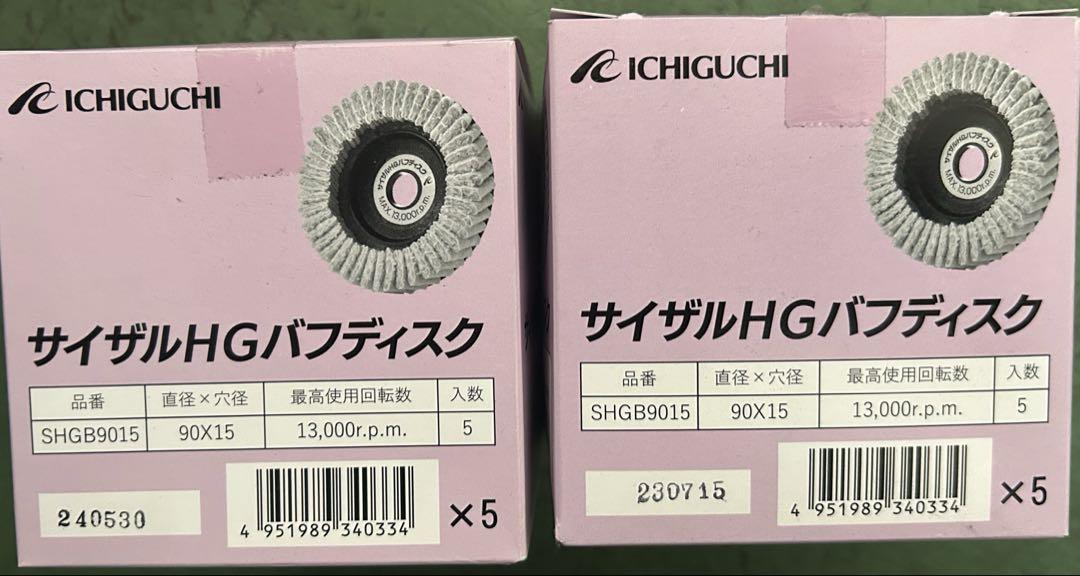 ICHIGUCHI
サイザルHGバフディスク
MAX. 13,000r.p.m.
サイザルHGバフディスク
品番 直径×穴径 最高使用回転数 入数
SHGB9015 90X15 13,000r.p.m. 5
240530
4 951989 340334
×5
ICHIGUCHI
サイザルHGバフディスク
MAX. 13,000r.p.m.
サイザルHGバフディスク
品番 直径×穴径 最高使用回転数 入数
SHGB9015 90X15 13,000r.p.m. 5
230715
4 951989 340334
×5